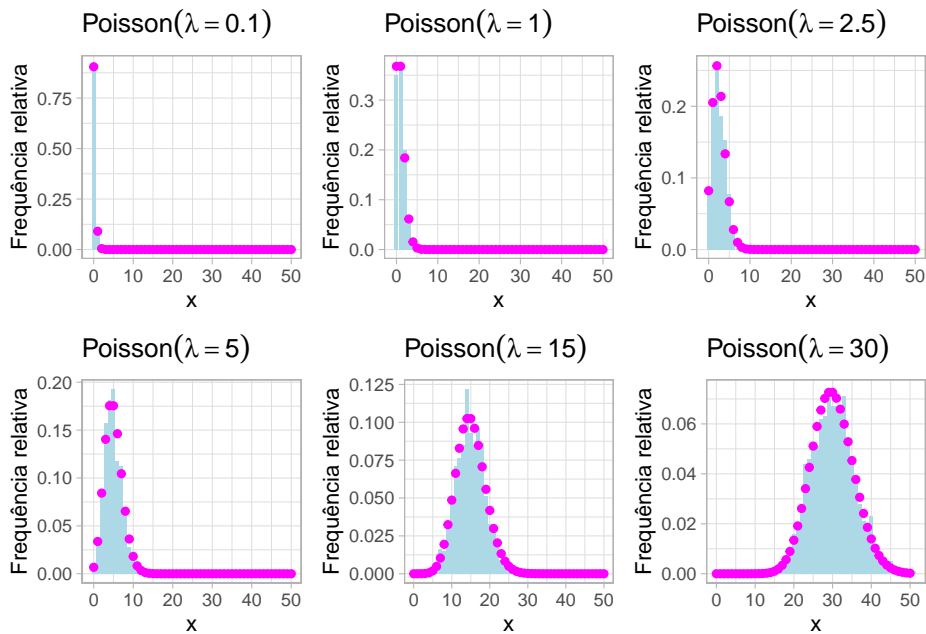 Poisson(λ = 0.1)
Frequência relativa
0.75
0.50
0.25
0.00
0 10 20 30 40 50
x
Poisson(λ = 1)
Frequência relativa
0.3
0.2
0.1
0.0
0 10 20 30 40 50
x
Poisson(λ = 2.5)
Frequência relativa
0.2
0.1
0.0
0 10 20 30 40 50
x
Poisson(λ = 5)
Frequência relativa
0.20
0.15
0.10
0.05
0.00
0 10 20 30 40 50
x
Poisson(λ = 15)
Frequência relativa
0.125
0.100
0.075
0.050
0.025
0.000
0 10 20 30 40 50
x
Poisson(λ = 30)
Frequência relativa
0.06
0.04
0.02
0.00
0 10 20 30 40 50
x